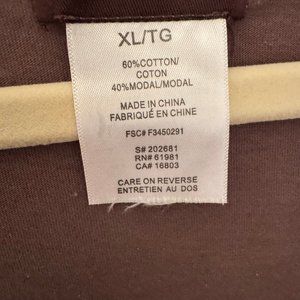 XL/TG
60%COTTON/
COTON
40%MODAL/MODAL
MADE IN CHINA
FABRIQUÉ EN CHINE
FSC# F3450291
S# 202681
RN# 61981
CA# 16803
CARE ON REVERSE
ENTRETIEN AU DOS